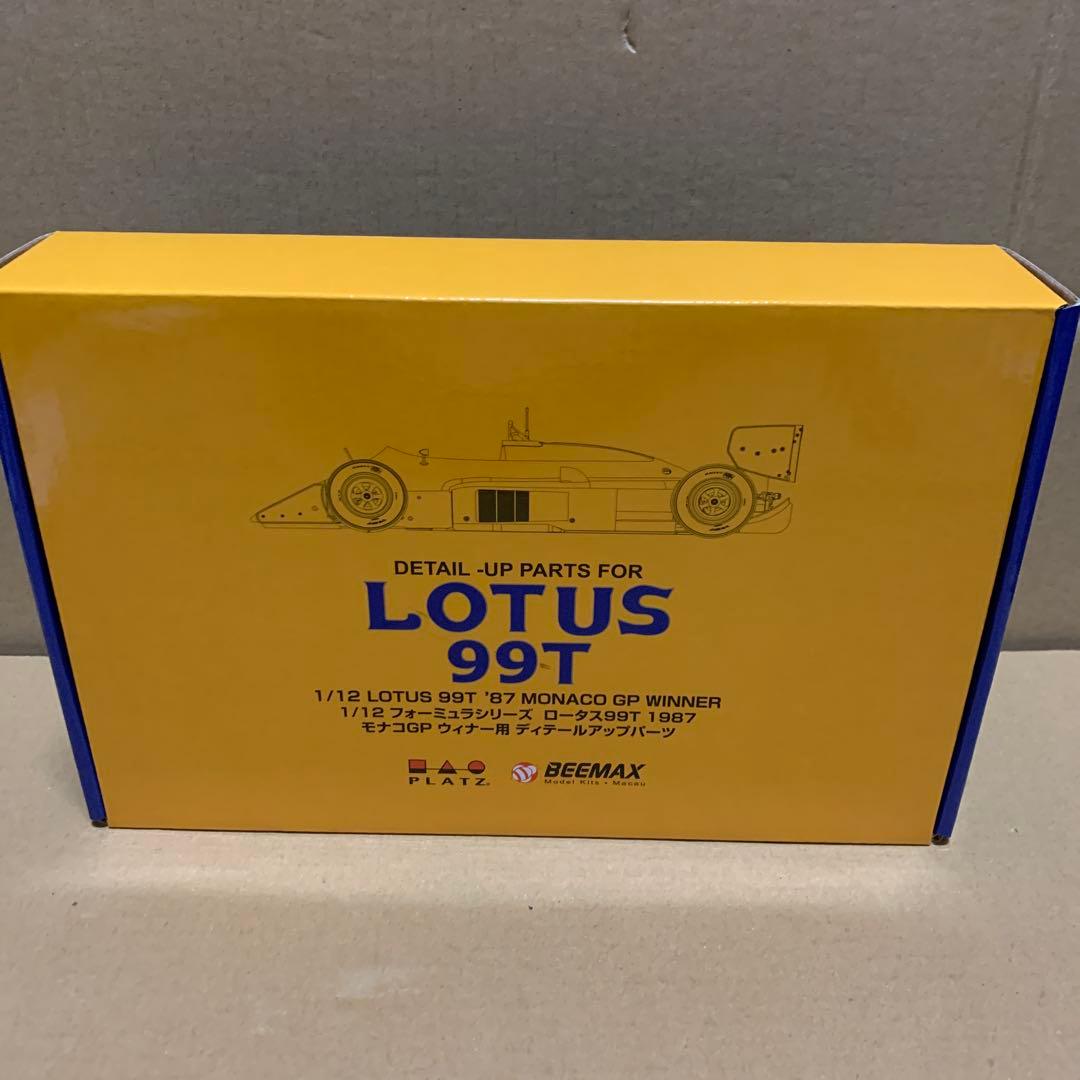 DETAIL -UP PARTS FOR
LOTUS
99T
1/12 LOTUS 99T '87 MONACO GP WINNER
1/12 フォーミュラシリーズ ロータス99T 1987
モナコGP ウィナー用 ディテールアップパーツ
PLATZ
BEEMAX
Model Kits • Macau